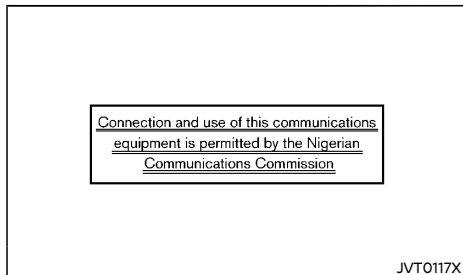 Connection and use of this communications
equipment is permitted by the Nigerian
Communications Commission
JVT0117X